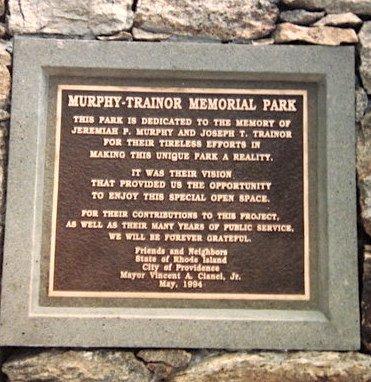 MURPHY-TRAINOR MEMORIAL PARK
THIS PARK IS DEDICATED TO THE MEMORY OF
JEREMIAH P. MURPHY AND JOSEPH T. TRAINOR
FOR THEIR TIRELESS EFFORTS IN
MAKING THIS UNIQUE PARK A REALITY.
IT WAS THEIR VISION
THAT PROVIDED US THE OPPORTUNITY
TO ENJOY THIS SPECIAL OPEN SPACE.
FOR THEIR CONTRIBUTIONS TO THIS PROJECT,
AS WELL AS THEIR MANY YEARS OF PUBLIC SERVICE,
WE WILL BE FOREVER GRATEFUL.
Friends and Neighbors
State of Rhode Island
City of Providence
Mayor Vincent A. Cianci, Jr.
May, 1994